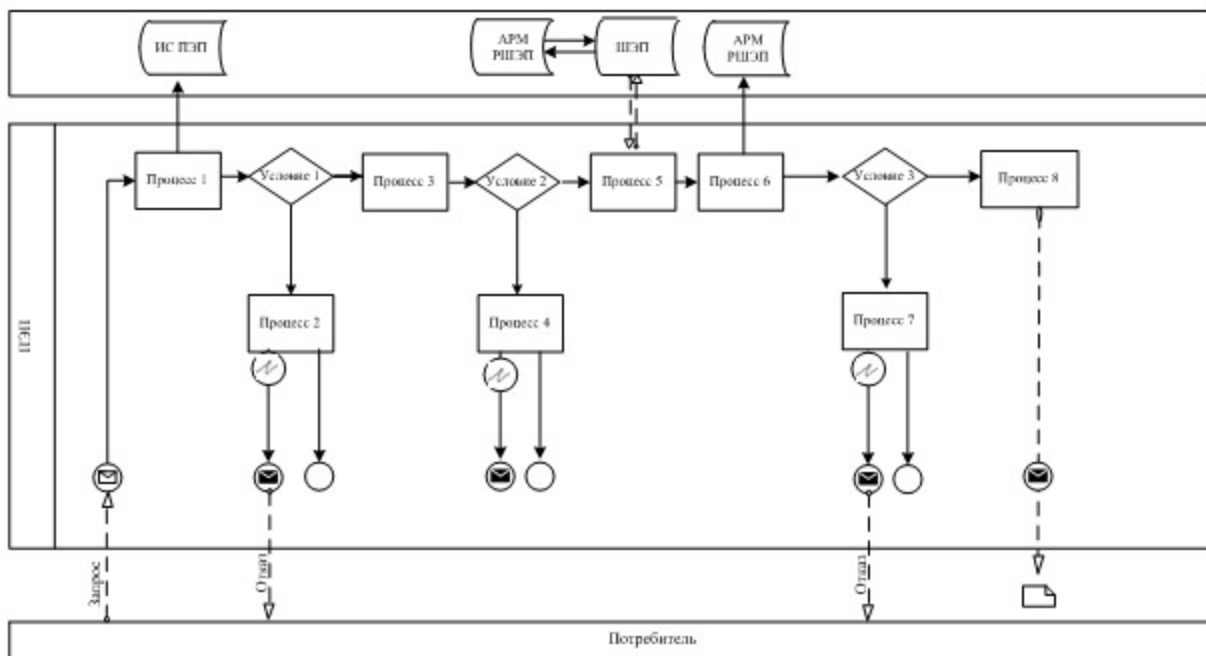 ИС ПЭП
АРМ
РШЭП
ШЭП
АРМ
РШЭП
Процесс 1
Условие 1
Процесс 3
Условие 2
Процесс 5
Процесс 6
Условие 3
Процесс 8
Процесс 2
Процесс 4
Процесс 7
Запрос
Отказ
Отказ
Потребитель